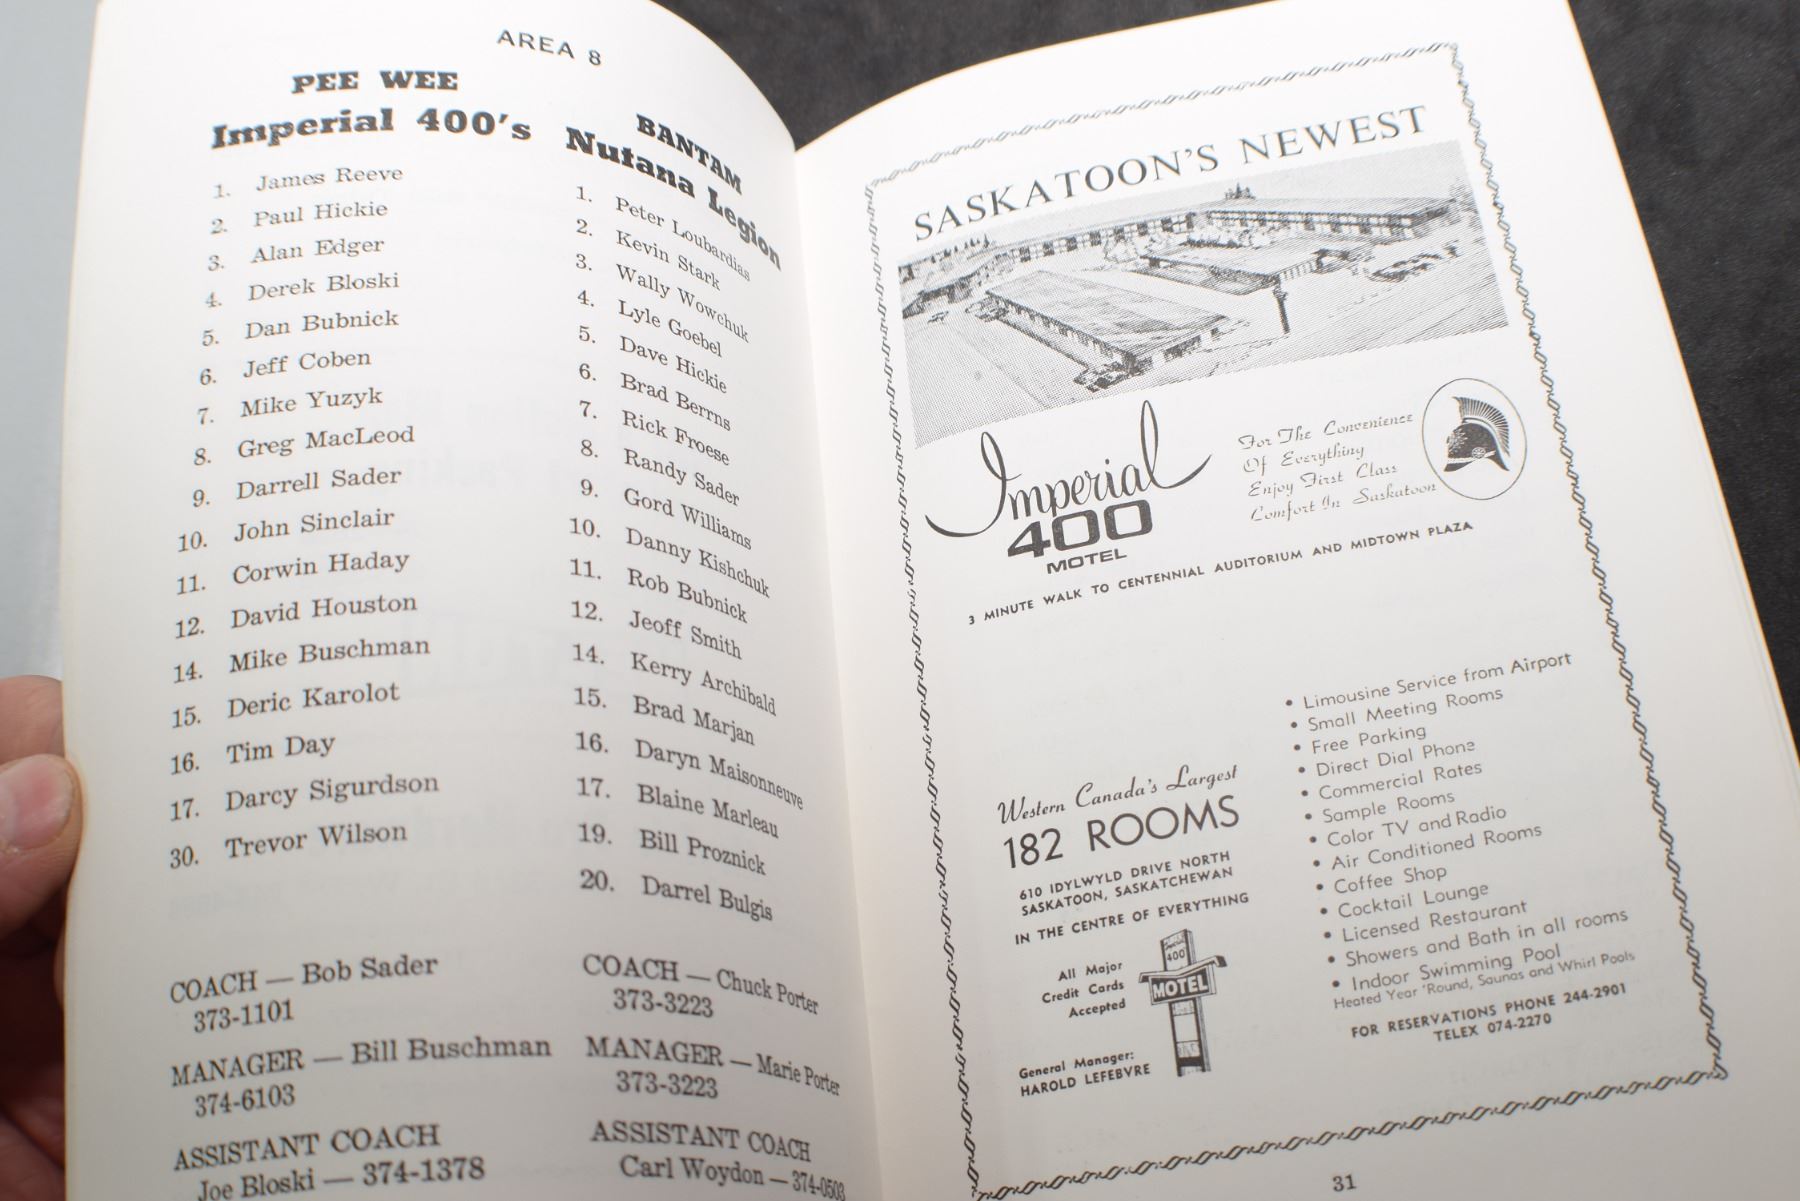 AREA 8
PEE WEE
Imperial 400's
1. James Reeve
2. Paul Hickie
3. Alan Edger
4. Derek Bloski
5. Dan Bubnick
6. Jeff Coben
7. Mike Yuzyk
8. Greg MacLeod
9. Darrell Sader
10. John Sinclair
11. Corwin Haday
12. David Houston
14. Mike Buschman
15. Deric Karolot
16. Tim Day
17. Darcy Sigurdson
30. Trevor Wilson
COACH — Bob Sader
373-1101
MANAGER — Bill Buschman
374-6103
ASSISTANT COACH
Joe Bloski — 374-1378
BANTAM
Nutana Legion
1. Peter Loubardias
2. Kevin Stark
3. Wally Wowchuk
4. Lyle Goebel
5. Dave Hickie
6. Brad Berrns
7. Rick Froese
8. Randy Sader
9. Gord Williams
10. Danny Kishchuk
11. Rob Bubnick
12. Jeoff Smith
14. Kerry Archibald
15. Brad Marjan
16. Daryn Maisonneuve
17. Blaine Marleau
19. Bill Proznick
20. Darrel Bulgis
COACH — Chuck Porter
373-3223
MANAGER — Marie Porter
373-3223
ASSISTANT COACH
Carl Woydon — 374-0503
SASKATOON'S NEWEST
Imperial
400
MOTEL
For The Convenience
Of Everything
Enjoy First Class
Comfort In Saskatoon
3 MINUTE WALK TO CENTENNIAL AUDITORIUM AND MIDTOWN PLAZA
Western Canada's Largest
182 ROOMS
610 IDYLWYLD DRIVE NORTH
SASKATOON, SASKATCHEWAN
IN THE CENTRE OF EVERYTHING
All Major
Credit Cards
Accepted
400
MOTEL
General Manager:
HAROLD LEFEBVRE
• Limousine Service from Airport
• Small Meeting Rooms
• Free Parking
• Direct Dial Phone
• Commercial Rates
• Sample Rooms
• Color TV and Radio
• Air Conditioned Rooms
• Coffee Shop
• Cocktail Lounge
• Licensed Restaurant
• Showers and Bath in all rooms
• Indoor Swimming Pool
Heated Year 'Round, Saunas and Whirl Pools
FOR RESERVATIONS PHONE 244-2901
TELEX 074-2270
31